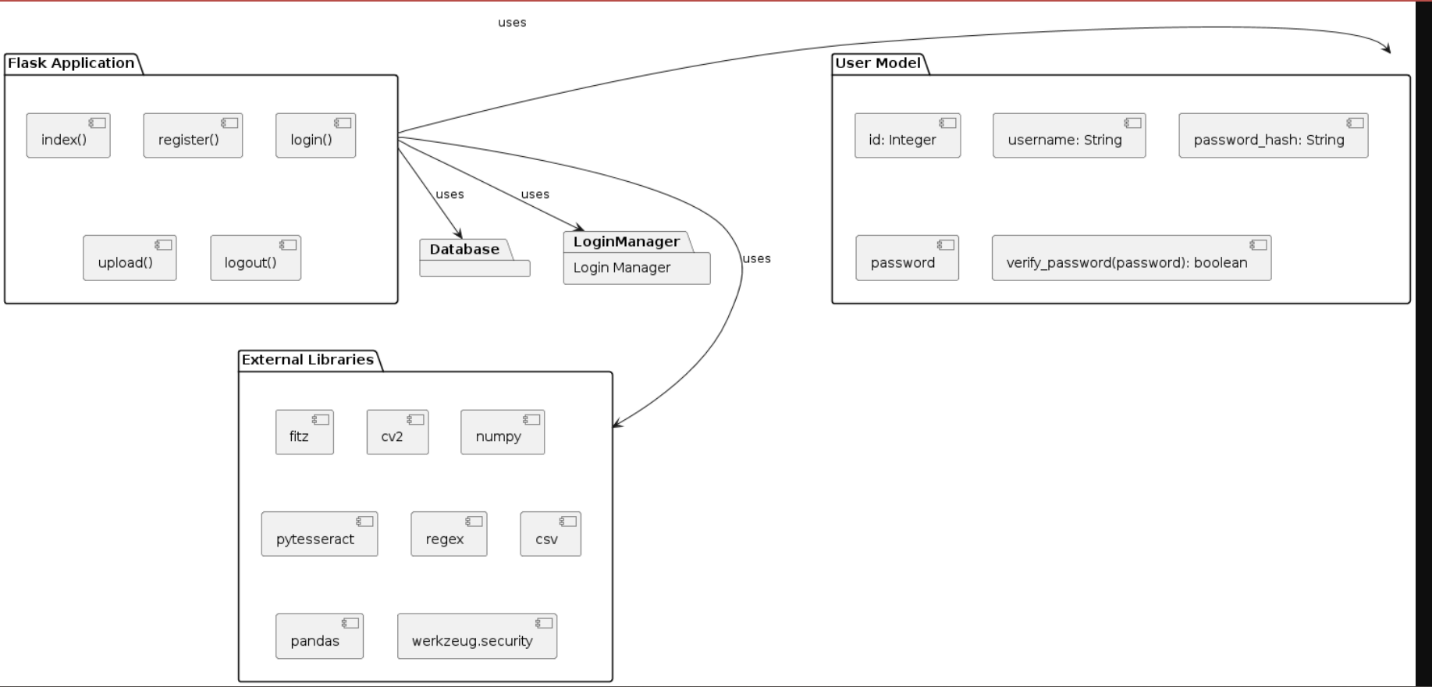 uses
Flask Application
index()
register()
login()
upload()
logout()
uses
Database
uses
LoginManager
Login Manager
uses
User Model
id: Integer
username: String
password_hash: String
password
verify_password(password): boolean
External Libraries
fitz
cv2
numpy
pytesseract
regex
csv
pandas
werkzeug.security